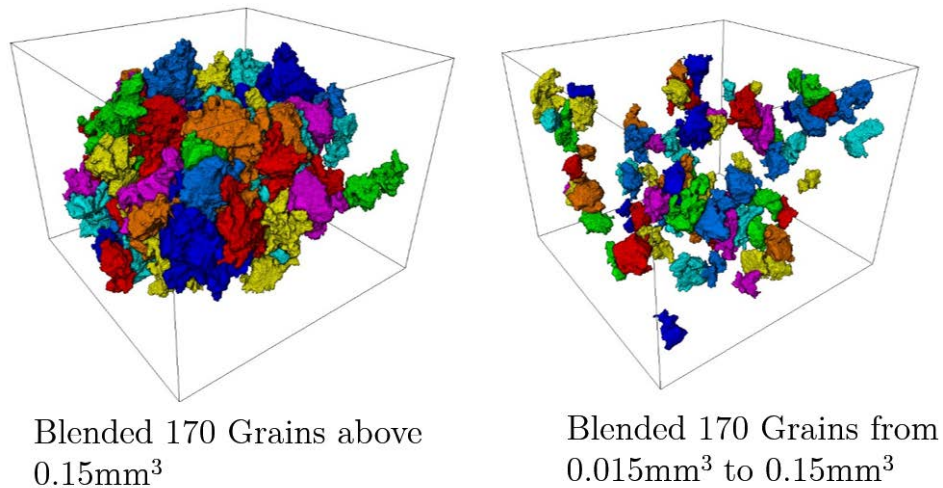 Blended 170 Grains above
0.15mm³
Blended 170 Grains from
0.015mm³ to 0.15mm³